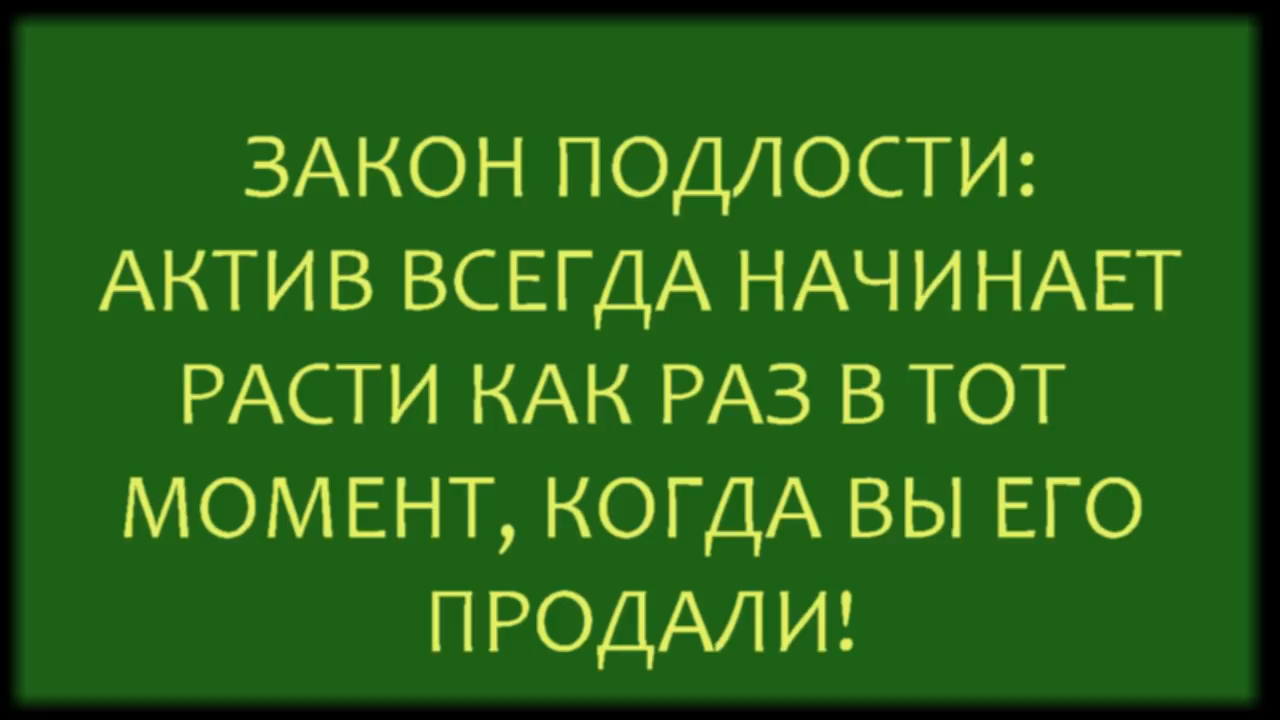 ЗАКОН ПОДЛОСТИ:
АКТИВ ВСЕГДА НАЧИНАЕТ
РАСТИ КАК РАЗ В ТОТ
МОМЕНТ, КОГДА ВЫ ЕГО
ПРОДАЛИ!